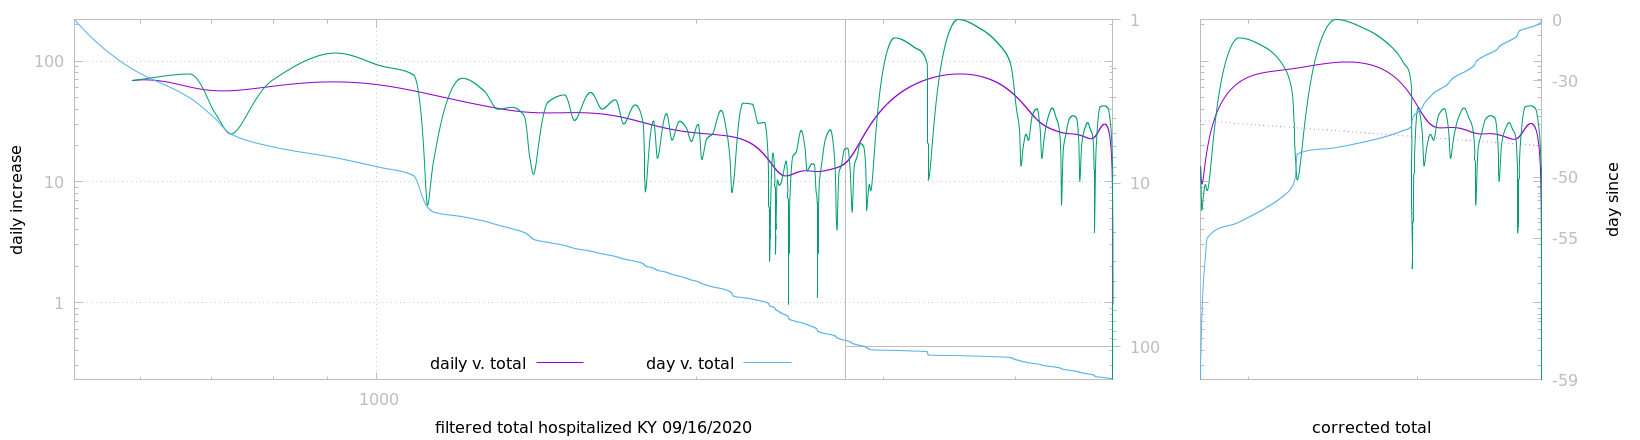 100
10
1
daily increase
1000
daily v. total
day v. total
filtered total hospitalized KY 09/16/2020
1
10
100
0
-30
-50
-55
-59
day since
corrected total